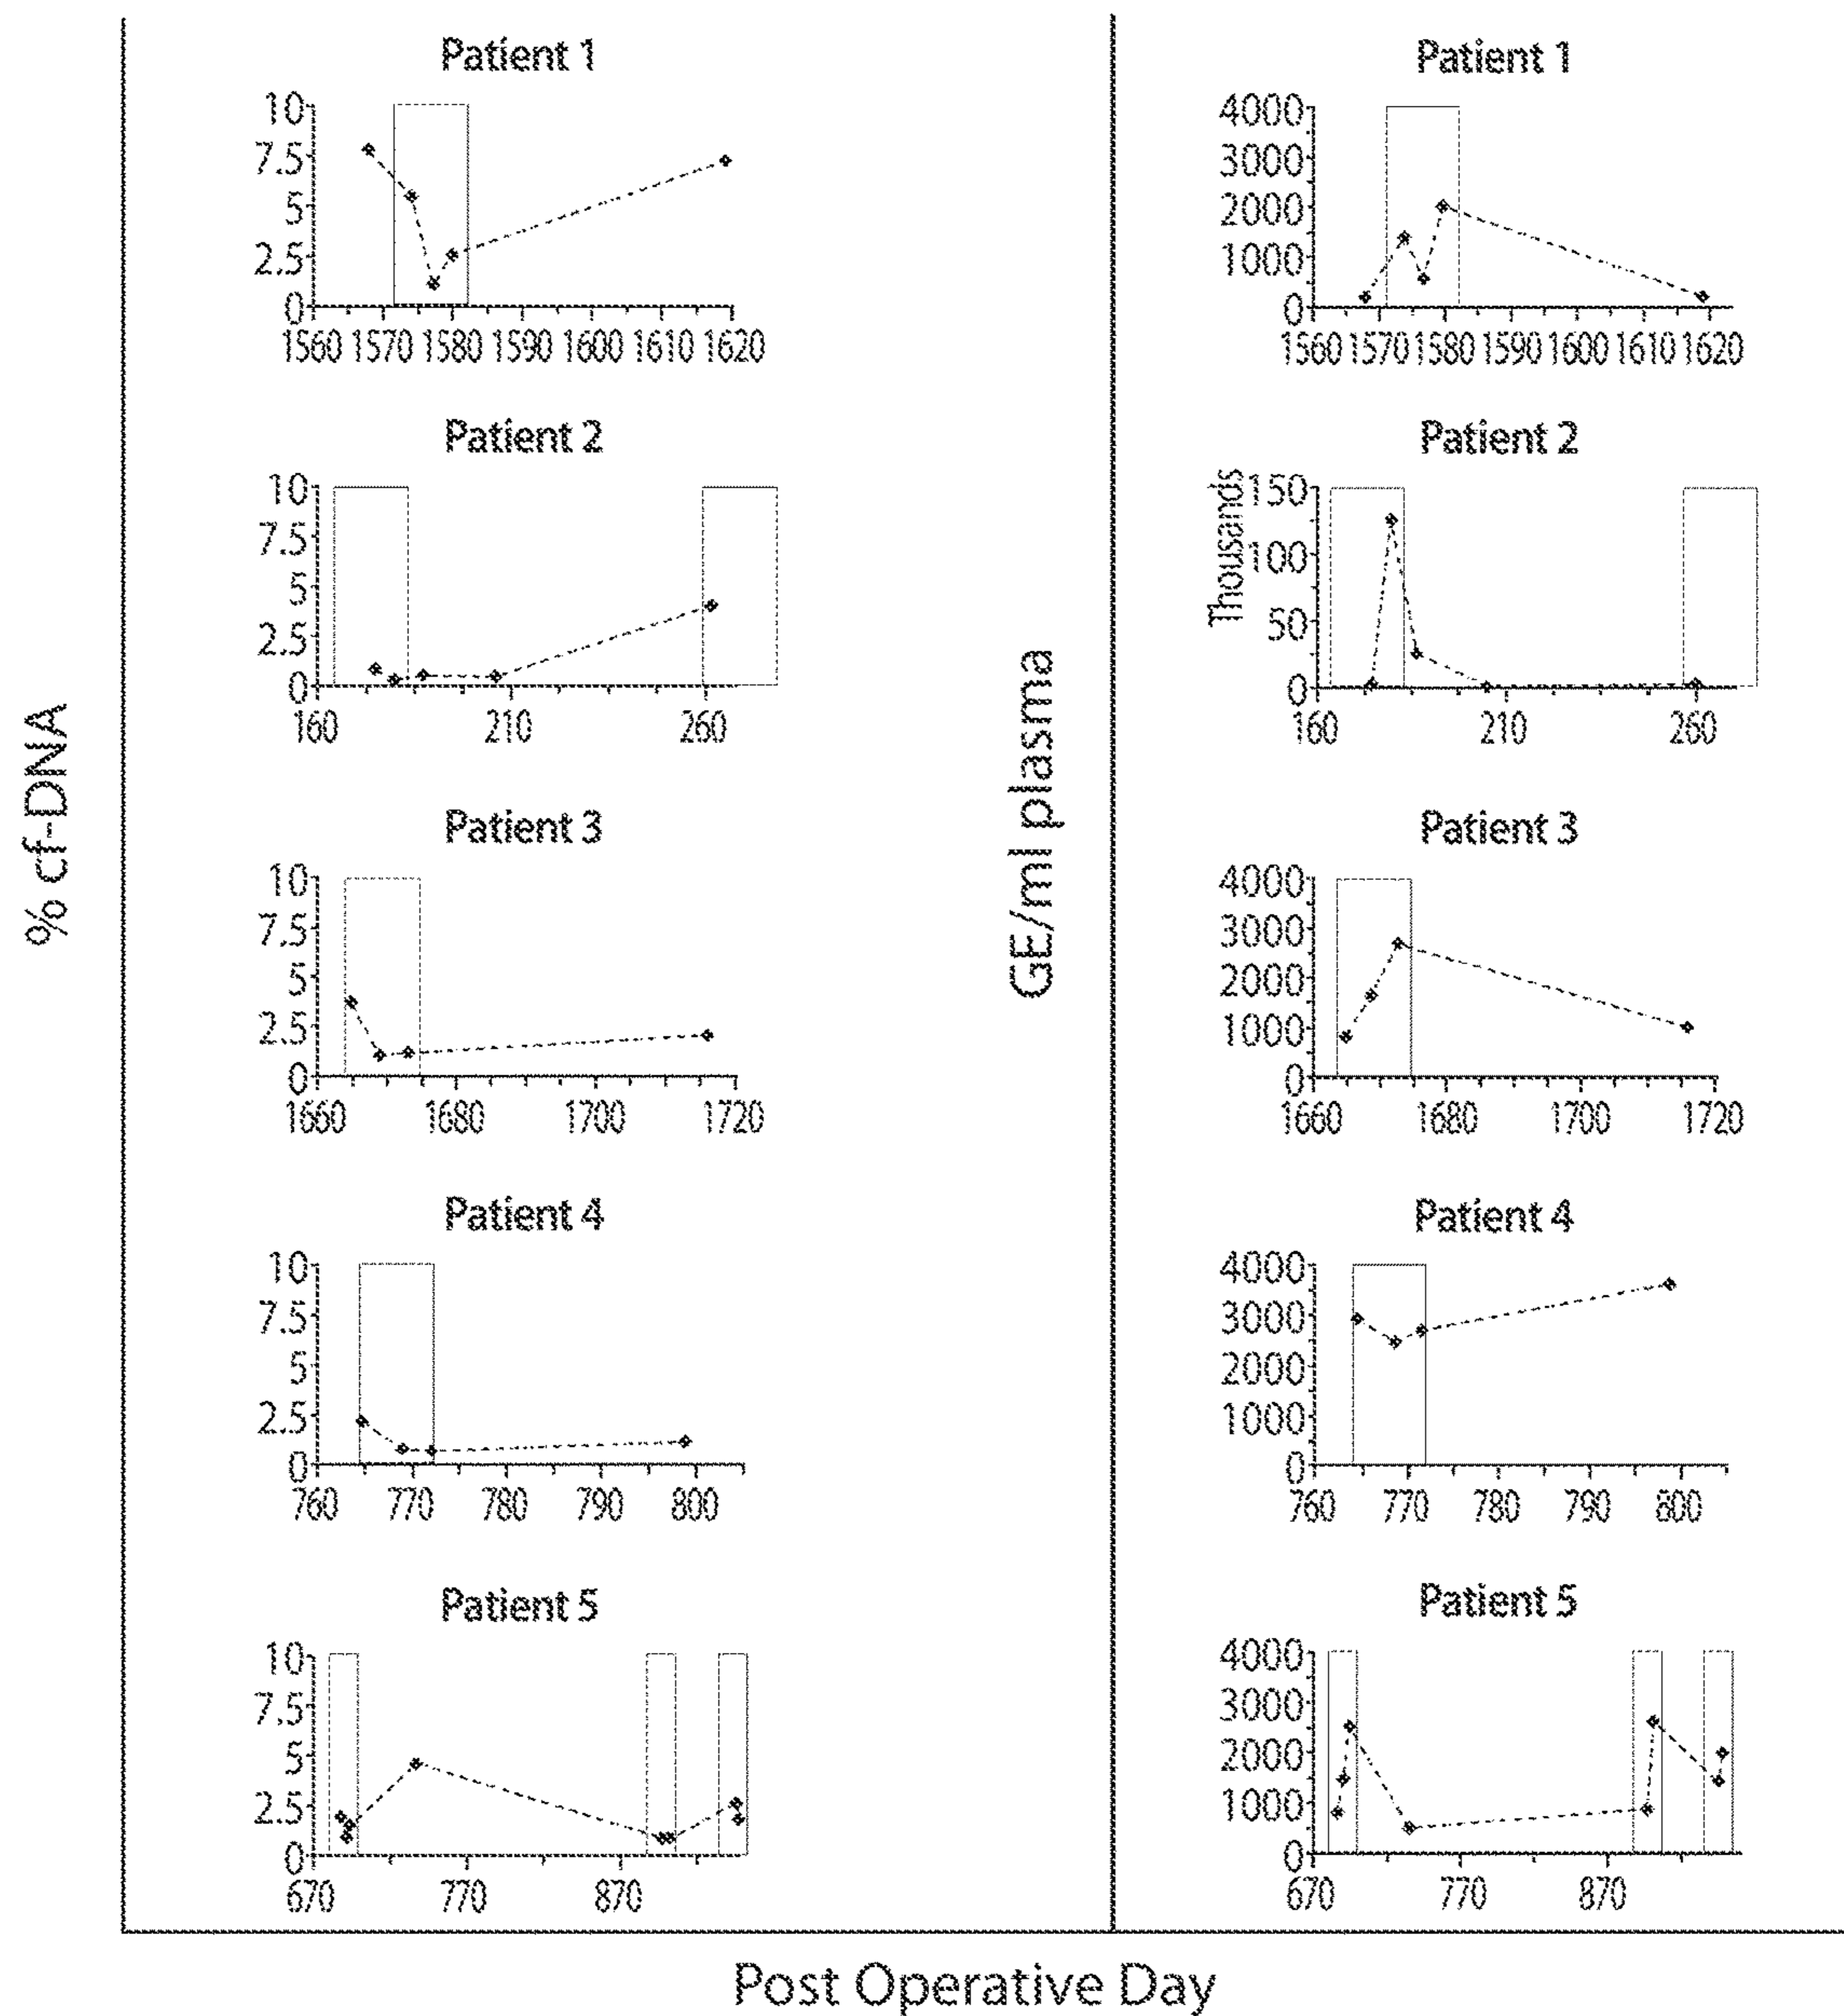 % cf-DNA
Patient 1
10
7.5
5
2.5
0
1560 1570 1580 1590 1600 1610 1620
Patient 2
10
7.5
5
2.5
0
160 210 260
Patient 3
10
7.5
5
2.5
0
1660 1680 1700 1720
Patient 4
10
7.5
5
2.5
0
760 770 780 790 800
Patient 5
10
7.5
5
2.5
0
670 770 870
GE/ml plasma
Patient 1
4000
3000
2000
1000
0
1560 1570 1580 1590 1600 1610 1620
Patient 2
Thousands
150
100
50
0
160 210 260
Patient 3
4000
3000
2000
1000
0
1660 1680 1700 1720
Patient 4
4000
3000
2000
1000
0
760 770 780 790 800
Patient 5
4000
3000
2000
1000
0
670 770 870
Post Operative Day